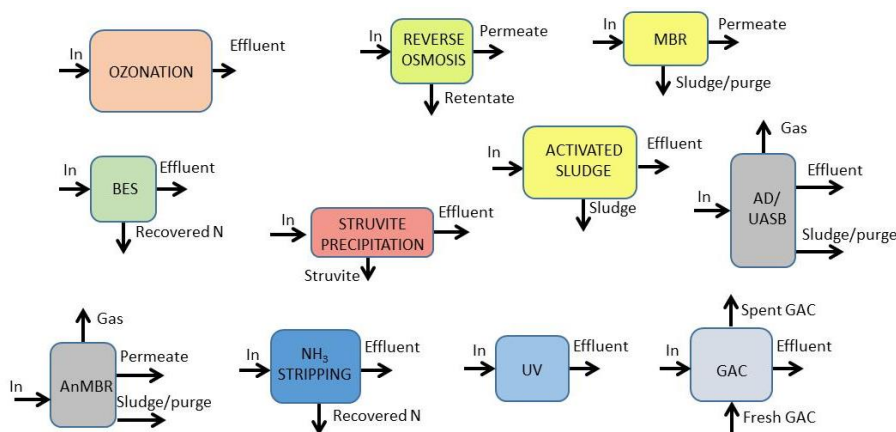 In
OZONATION
Effluent
In
REVERSE
OSMOSIS
Permeate
Retentate
In
MBR
Permeate
Sludge/purge
In
BES
Effluent
Recovered N
In
STRUVITE
PRECIPITATION
Effluent
Struvite
In
ACTIVATED
SLUDGE
Effluent
Sludge
Gas
In
AD/
UASB
Effluent
Sludge/purge
Gas
In
AnMBR
Permeate
Sludge/purge
In
NH₃
STRIPPING
Effluent
Recovered N
In
UV
Effluent
Spent GAC
In
GAC
Effluent
Fresh GAC